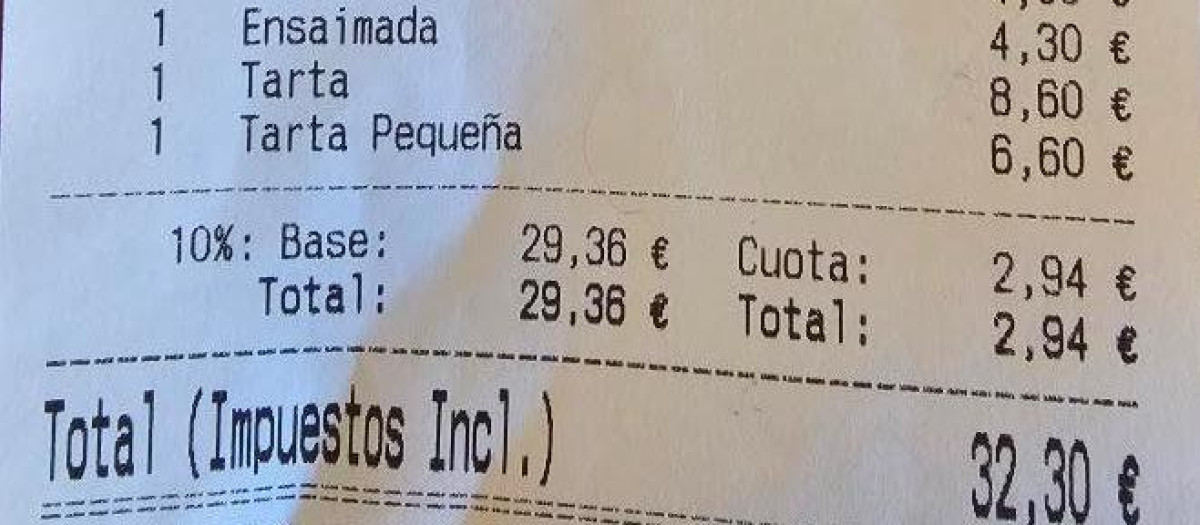 1 Ensaimada 4,30 €
1 Tarta 8,60 €
1 Tarta Pequeña 6,60 €
10%: Base: 29,36 € Cuota: 2,94 €
Total: 29,36 € Total: 2,94 €
Total (Impuestos Incl.) 32,30 €